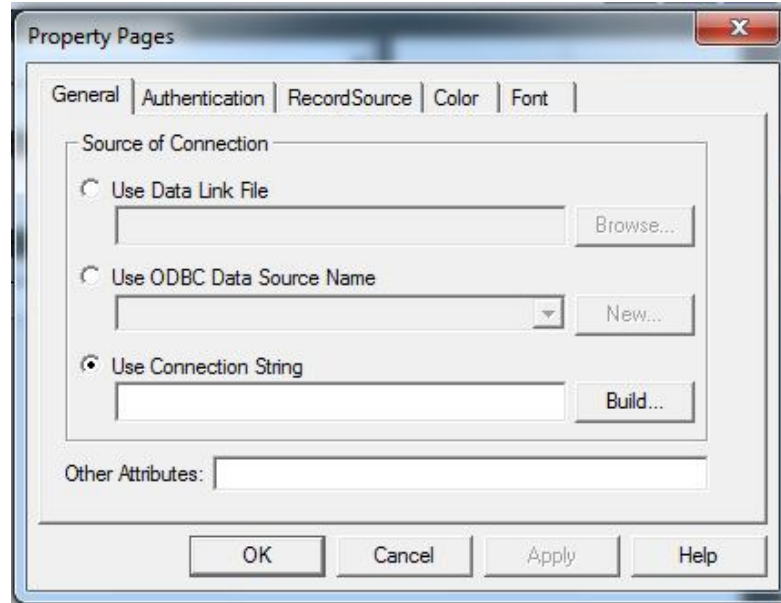 Property Pages
General Authentication RecordSource Color Font
Source of Connection
Use Data Link File
Browse...
Use ODBC Data Source Name
New...
Use Connection String
Build...
Other Attributes:
OK Cancel Apply Help